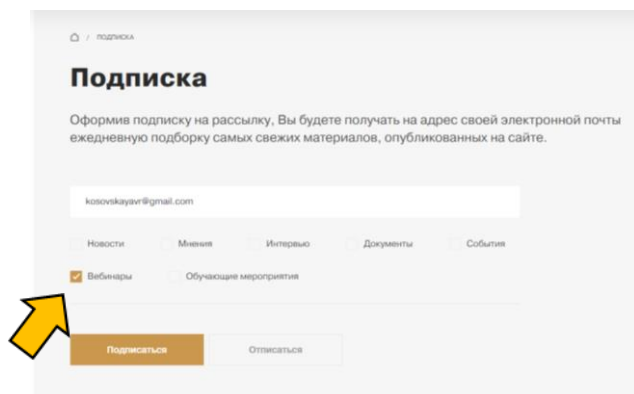 / ПОДПИСКА
Подписка
Оформив подписку на рассылку, Вы будете получать на адрес своей электронной почты
ежедневную подборку самых свежих материалов, опубликованных на сайте.
kosovskayavr@gmail.com
Новости Мнения Интервью Документы События
Вебинары Обучающие мероприятия
Подписаться Отписаться